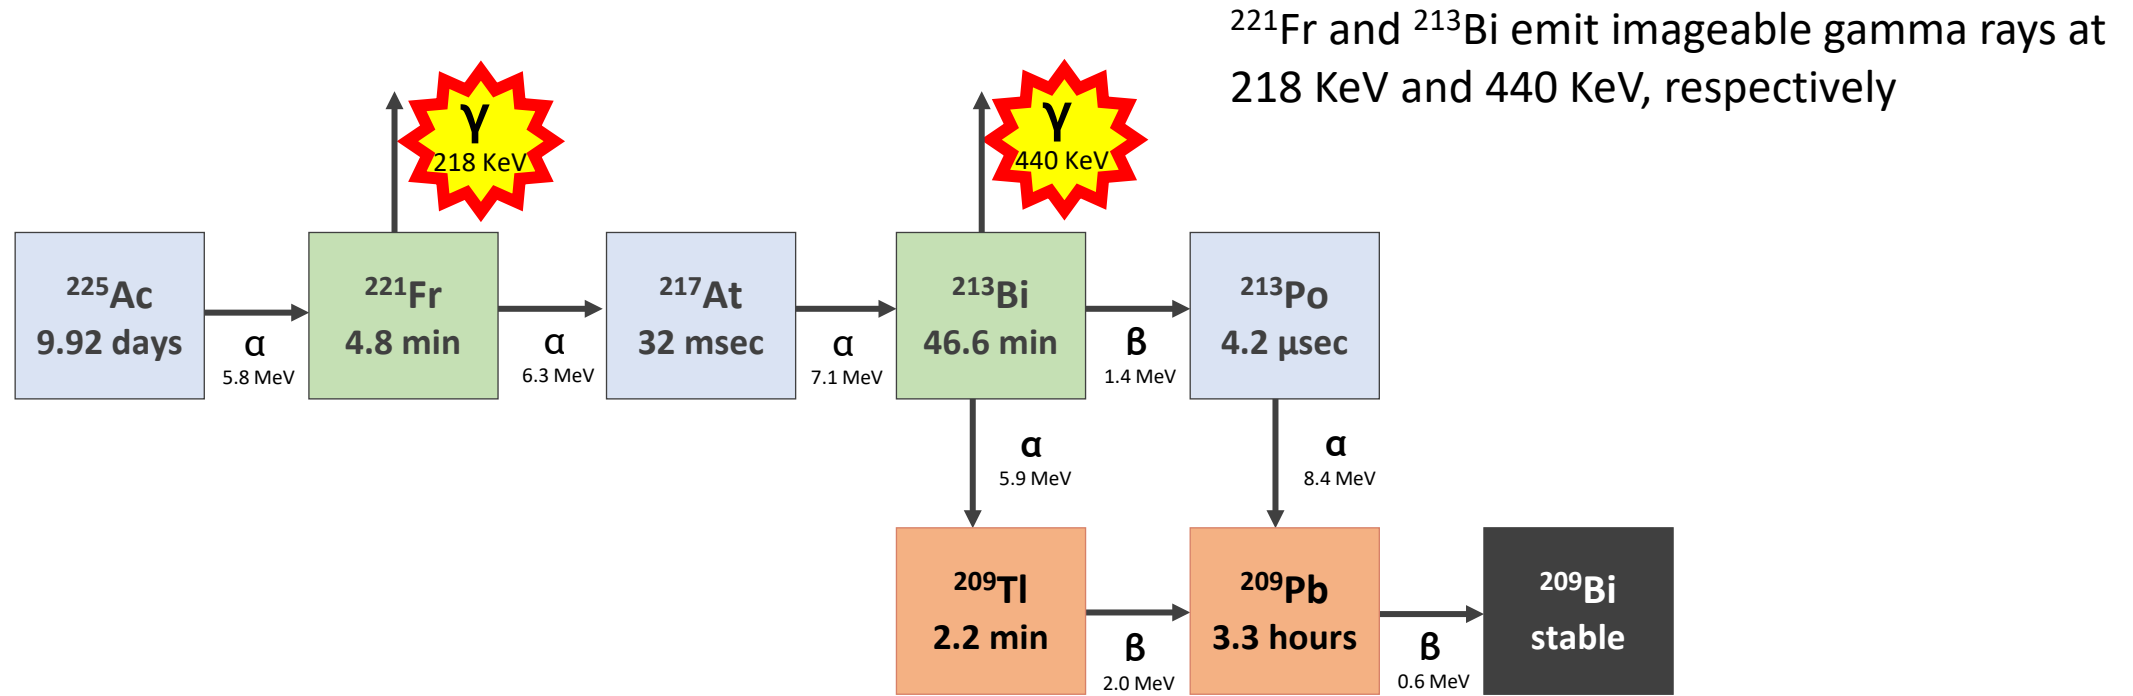 ²²¹Fr and ²¹³Bi emit imageable gamma rays at
218 KeV and 440 KeV, respectively
γ
218 KeV
γ
440 KeV
²²⁵Ac
9.92 days
α
5.8 MeV
²²¹Fr
4.8 min
α
6.3 MeV
²¹⁷At
32 msec
α
7.1 MeV
²¹³Bi
46.6 min
β
1.4 MeV
²¹³Po
4.2 µsec
α
5.9 MeV
α
8.4 MeV
²⁰⁹Tl
2.2 min
β
2.0 MeV
²⁰⁹Pb
3.3 hours
β
0.6 MeV
²⁰⁹Bi
stable